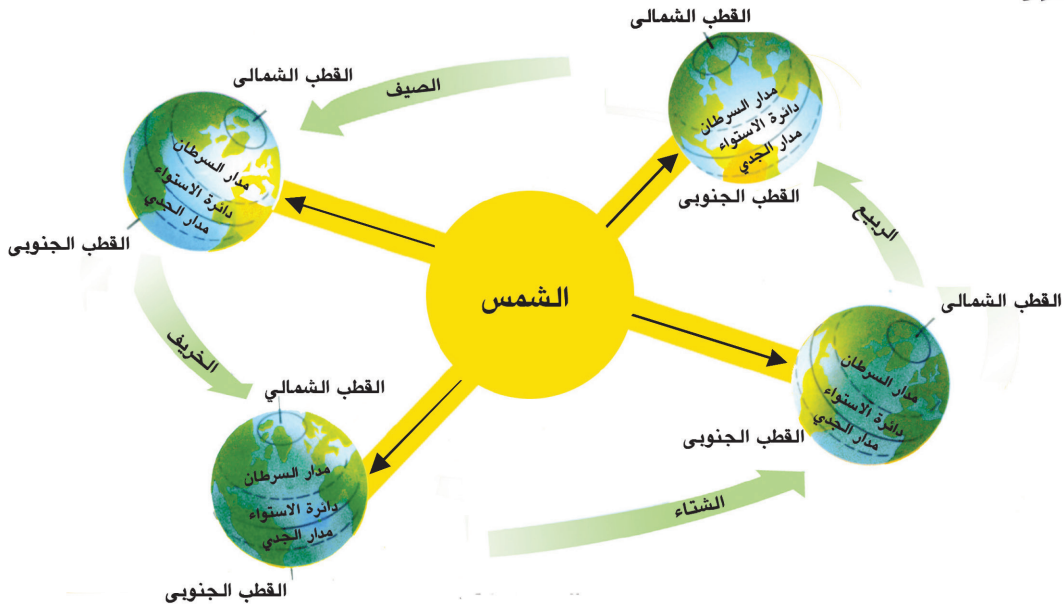 القطب الشمالى
القطب الشمالى
الصيف
مدار السرطان
دائرة الاستواء
مدار الجدي
القطب الجنوبى
مدار السرطان
دائرة الاستواء
مدار الجدي
القطب الجنوبى
الربيع
الشمس
القطب الشمالى
الخريف
مدار السرطان
دائرة الاستواء
مدار الجدي
القطب الجنوبى
القطب الشمالي
مدار السرطان
دائرة الاستواء
مدار الجدي
الشتاء
القطب الجنوبى